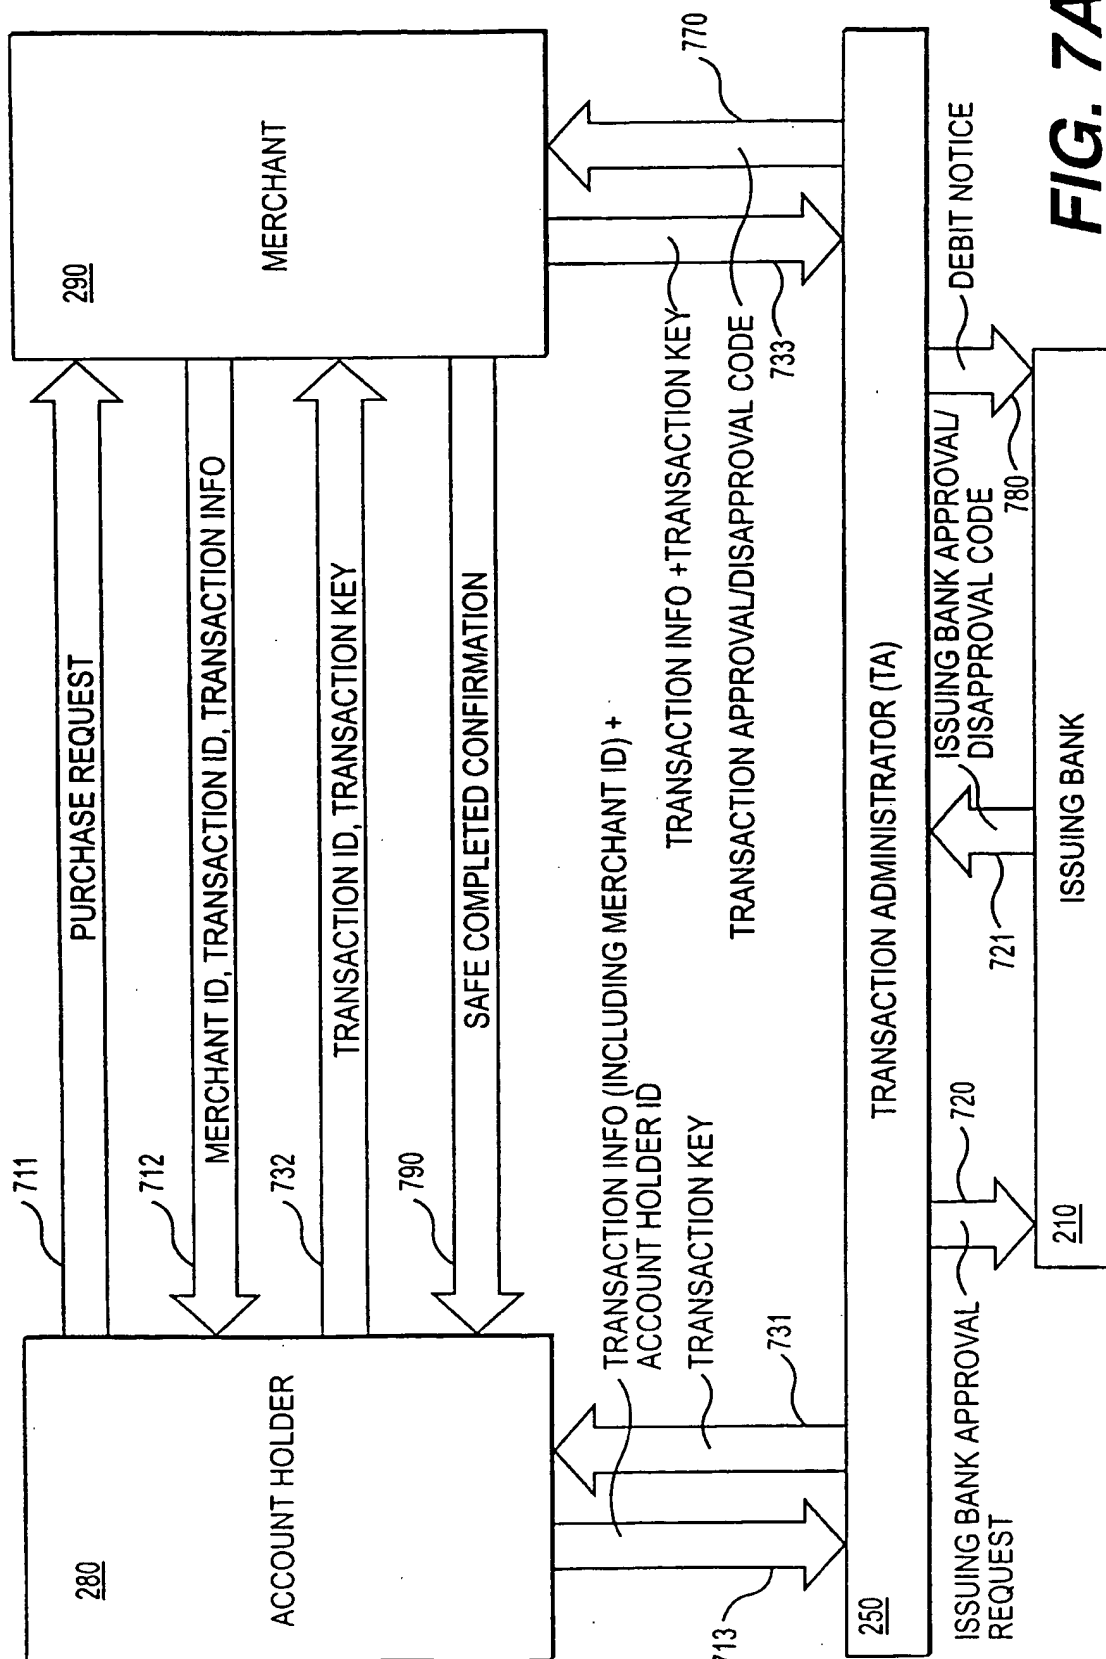 280
ACCOUNT HOLDER
290
MERCHANT
711
PURCHASE REQUEST
712
MERCHANT ID, TRANSACTION ID, TRANSACTION INFO
732
TRANSACTION ID, TRANSACTION KEY
790
SAFE COMPLETED CONFIRMATION
713
TRANSACTION INFO (INCLUDING MERCHANT ID) +
ACCOUNT HOLDER ID
TRANSACTION KEY
731
TRANSACTION INFO +TRANSACTION KEY
TRANSACTION APPROVAL/DISAPPROVAL CODE
733
770
250
TRANSACTION ADMINISTRATOR (TA)
ISSUING BANK APPROVAL
REQUEST
720
721
ISSUING BANK APPROVAL/
DISAPPROVAL CODE
780
DEBIT NOTICE
210
ISSUING BANK
FIG. 7A